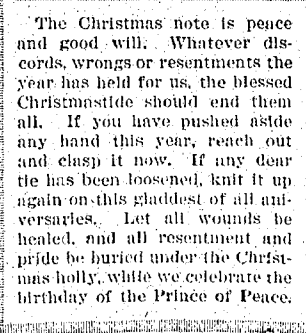 The Christmas note is peace
and good will. Whatever dis-
cords, wrongs or resentments the
year has held for us, the blessed
Christmastide should end them
all. If you have pushed aside
any hand this year, reach out
and clasp it now. If any dear
tie has been loosened, knit it up
again on this gladdest of all ani-
versaries. Let all wounds be
healed, and all resentment and
pride be buried under the Christ-
mas holly, while we celebrate the
birthday of the Prince of Peace.